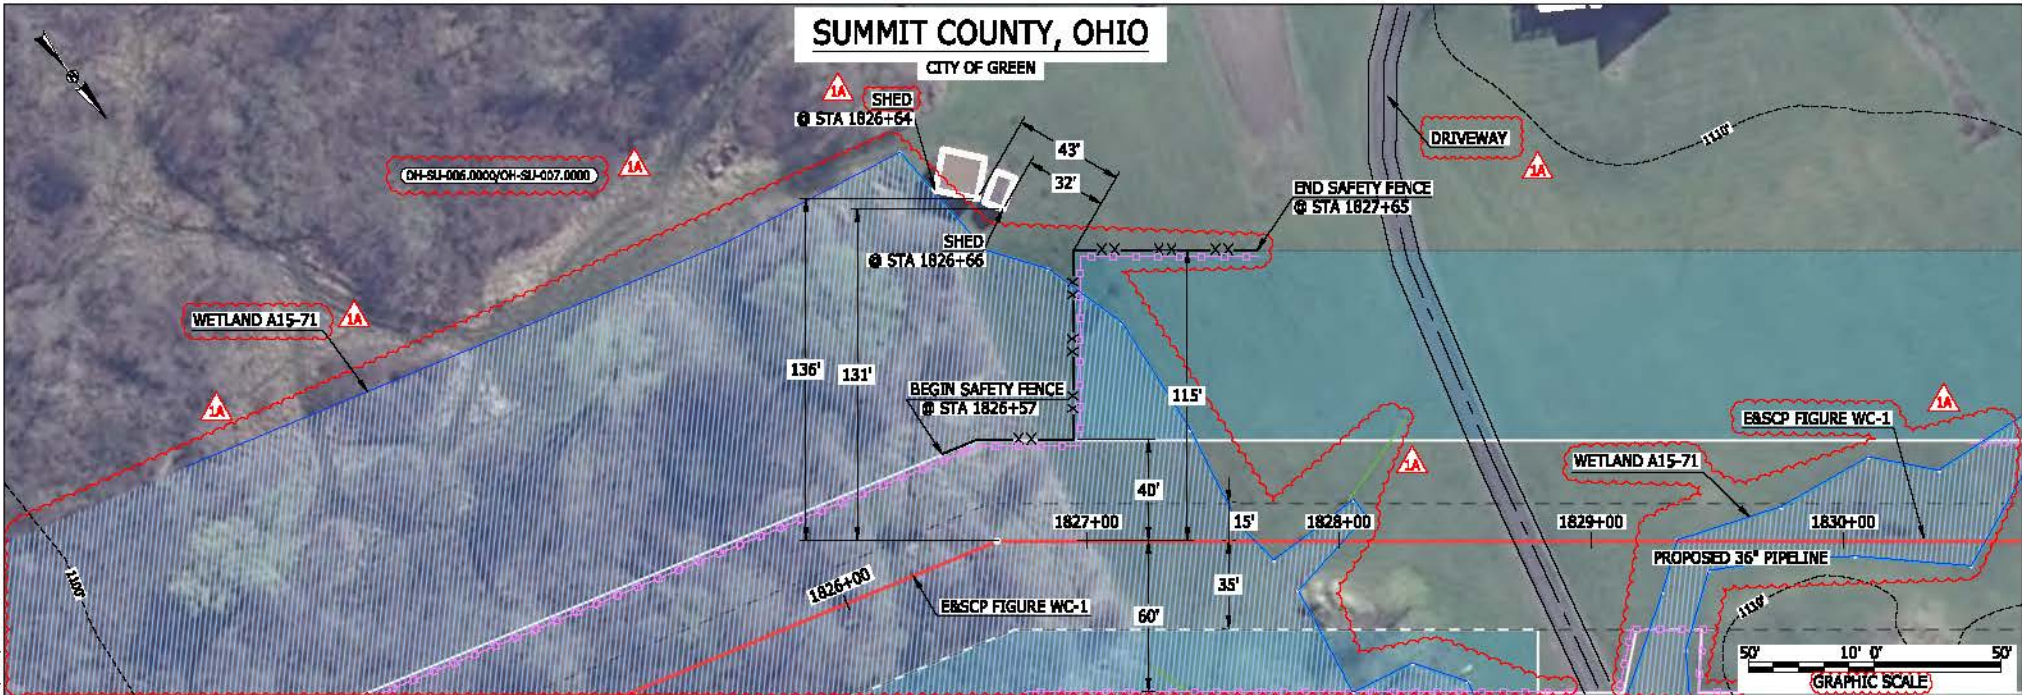 SUMMIT COUNTY, OHIO
CITY OF GREEN
1A
SHED
@ STA 1826+64
43'
32'
DRIVEWAY
1A
1110'
OH-SU-006.0000/OH-SU-007.0000
1A
END SAFETY FENCE
@ STA 1827+65
SHED
@ STA 1826+66
WETLAND A15-71
1A
136'
131'
BEGIN SAFETY FENCE
@ STA 1826+57
115'
1A
1A
E&SCP FIGURE WC-1
WETLAND A15-71
1A
40'
1827+00
15'
1828+00
1829+00
1830+00
PROPOSED 36" PIPELINE
1100'
1826+00
E&SCP FIGURE WC-1
35'
60'
1110'
50'
10'
0'
50'
GRAPHIC SCALE